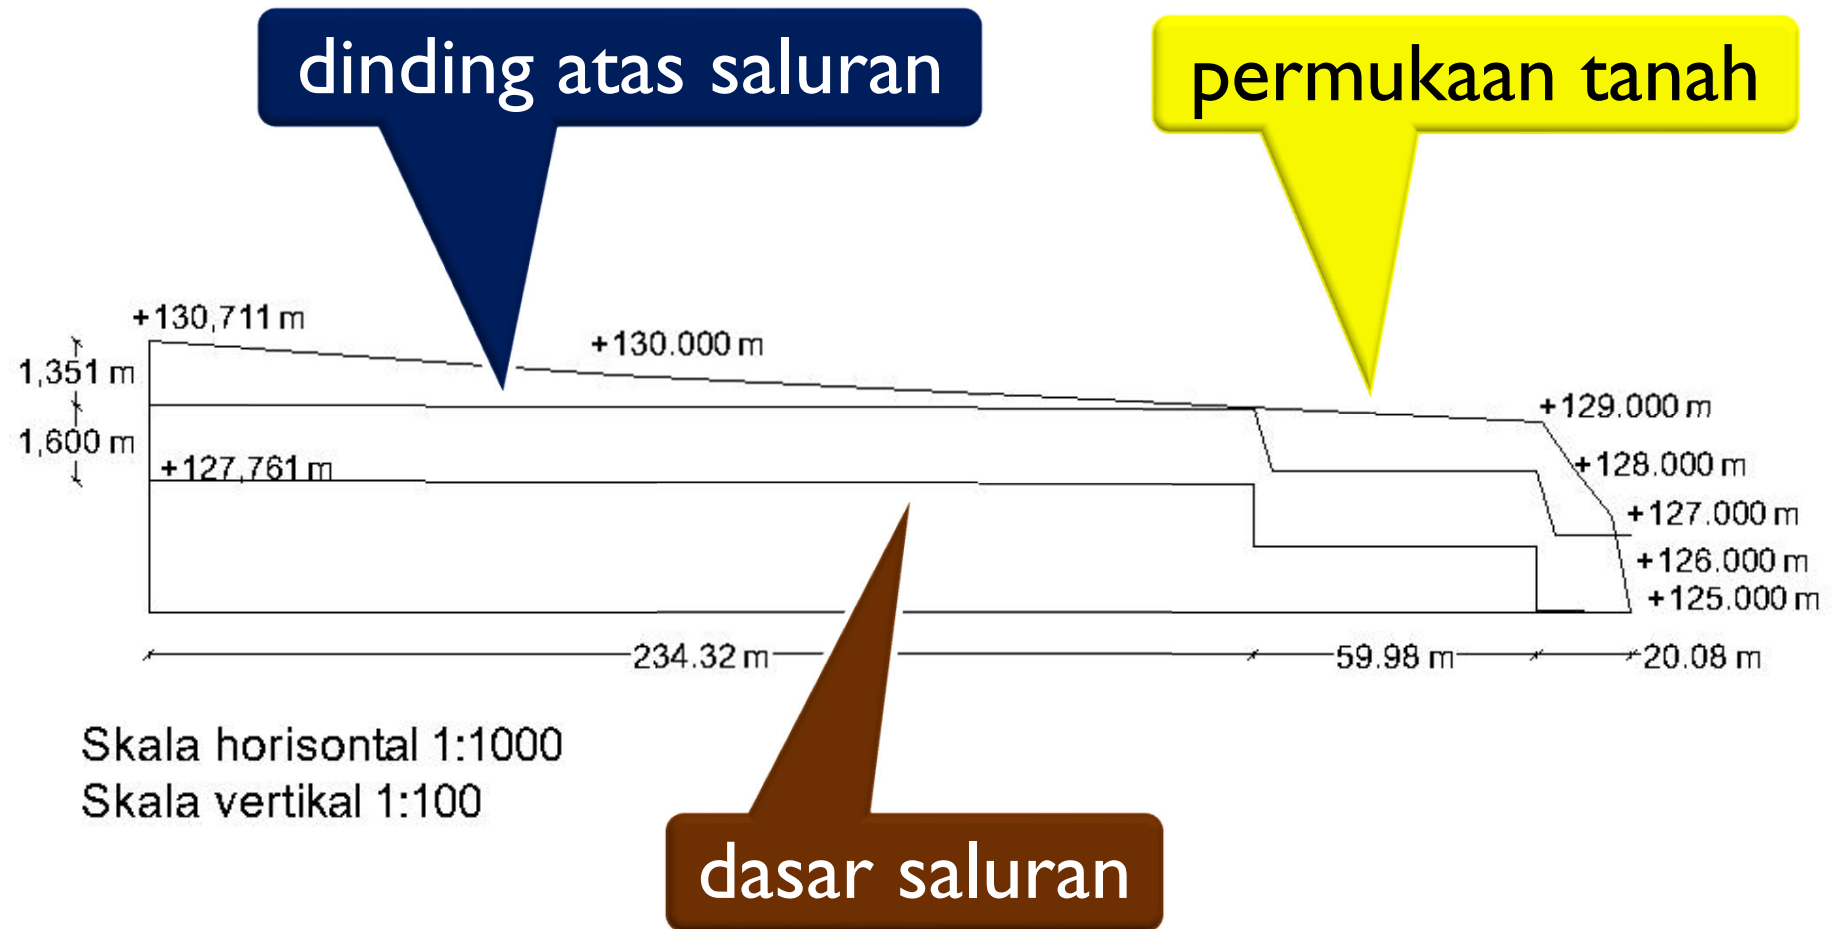 dinding atas saluran
permukaan tanah
+130,711 m
+130.000 m
1,351 m
+129.000 m
1,600 m
+127,761 m
+128.000 m
+127.000 m
+126.000 m
+125.000 m
234.32 m
59.98 m
20.08 m
Skala horisontal 1:1000
Skala vertikal 1:100
dasar saluran